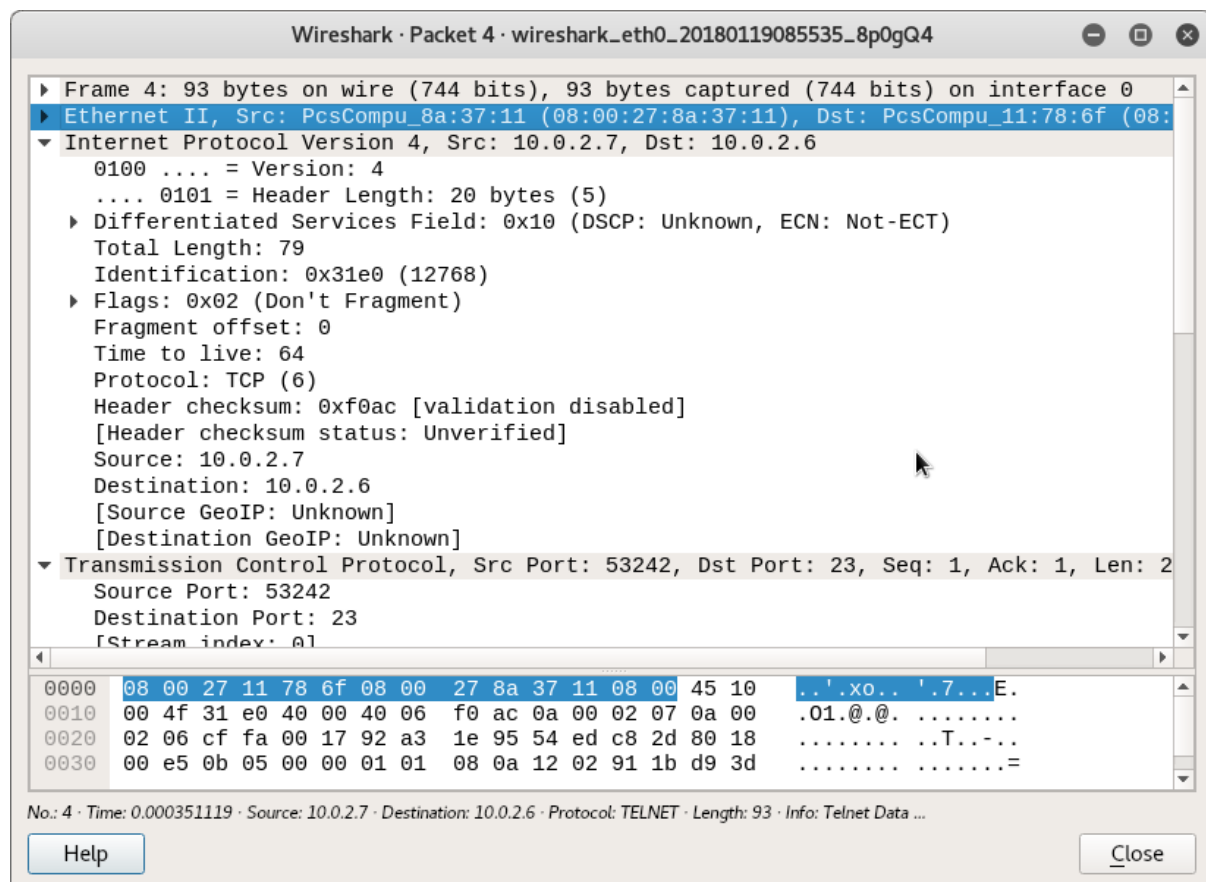 Wireshark · Packet 4 · wireshark_eth0_20180119085535_8p0gQ4
Frame 4: 93 bytes on wire (744 bits), 93 bytes captured (744 bits) on interface 0
Ethernet II, Src: PcsCompu_8a:37:11 (08:00:27:8a:37:11), Dst: PcsCompu_11:78:6f (08:
Internet Protocol Version 4, Src: 10.0.2.7, Dst: 10.0.2.6
0100 .... = Version: 4
.... 0101 = Header Length: 20 bytes (5)
Differentiated Services Field: 0x10 (DSCP: Unknown, ECN: Not-ECT)
Total Length: 79
Identification: 0x31e0 (12768)
Flags: 0x02 (Don't Fragment)
Fragment offset: 0
Time to live: 64
Protocol: TCP (6)
Header checksum: 0xf0ac [validation disabled]
[Header checksum status: Unverified]
Source: 10.0.2.7
Destination: 10.0.2.6
[Source GeoIP: Unknown]
[Destination GeoIP: Unknown]
Transmission Control Protocol, Src Port: 53242, Dst Port: 23, Seq: 1, Ack: 1, Len: 2
Source Port: 53242
Destination Port: 23
[Stream index: 0]
0000 08 00 27 11 78 6f 08 00 27 8a 37 11 08 00 45 10 ..'.xo.. '.7...E.
0010 00 4f 31 e0 40 00 40 06 f0 ac 0a 00 02 07 0a 00 .O1.@.@. ........
0020 02 06 cf fa 00 17 92 a3 1e 95 54 ed c8 2d 80 18 ........ ..T..-..
0030 00 e5 0b 05 00 00 01 01 08 0a 12 02 91 1b d9 3d ........ .......=
No.: 4 · Time: 0.000351119 · Source: 10.0.2.7 · Destination: 10.0.2.6 · Protocol: TELNET · Length: 93 · Info: Telnet Data ...
Help Close